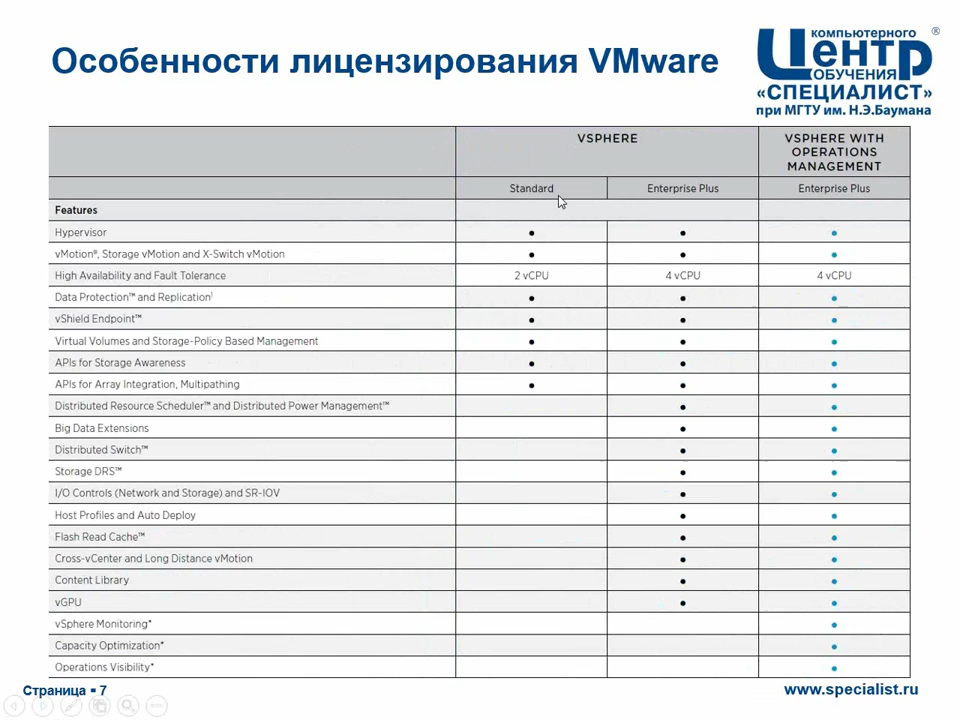 Особенности лицензирования VMware
компьютерного
Центр
ОБУЧЕНИЯ
®
«СПЕЦИАЛИСТ»
при МГТУ им. Н.Э.Баумана
VSPHERE
VSPHERE WITH
OPERATIONS
MANAGEMENT
Standard Enterprise Plus Enterprise Plus
Features
Hypervisor • • •
vMotion®, Storage vMotion and X-Switch vMotion • • •
High Availability and Fault Tolerance 2 vCPU 4 vCPU 4 vCPU
Data Protection™ and Replication¹ • • •
vShield Endpoint™ • • •
Virtual Volumes and Storage-Policy Based Management • • •
APIs for Storage Awareness • • •
APIs for Array Integration, Multipathing • • •
Distributed Resource Scheduler™ and Distributed Power Management™ • •
Big Data Extensions • •
Distributed Switch™ • •
Storage DRS™ • •
I/O Controls (Network and Storage) and SR-IOV • •
Host Profiles and Auto Deploy • •
Flash Read Cache™ • •
Cross-vCenter and Long Distance vMotion • •
Content Library • •
vGPU • •
vSphere Monitoring* •
Capacity Optimization* •
Operations Visibility* •
Страница ▪ 7
www.specialist.ru